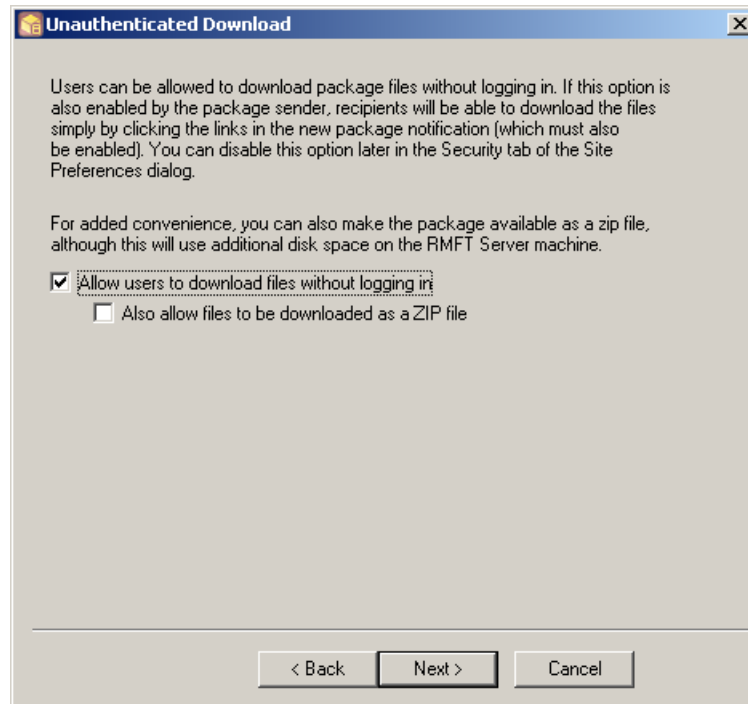 Unauthenticated Download
Users can be allowed to download package files without logging in. If this option is
also enabled by the package sender, recipients will be able to download the files
simply by clicking the links in the new package notification (which must also
be enabled). You can disable this option later in the Security tab of the Site
Preferences dialog.
For added convenience, you can also make the package available as a zip file,
although this will use additional disk space on the RMFT Server machine.
Allow users to download files without logging in
Also allow files to be downloaded as a ZIP file
< Back Next > Cancel